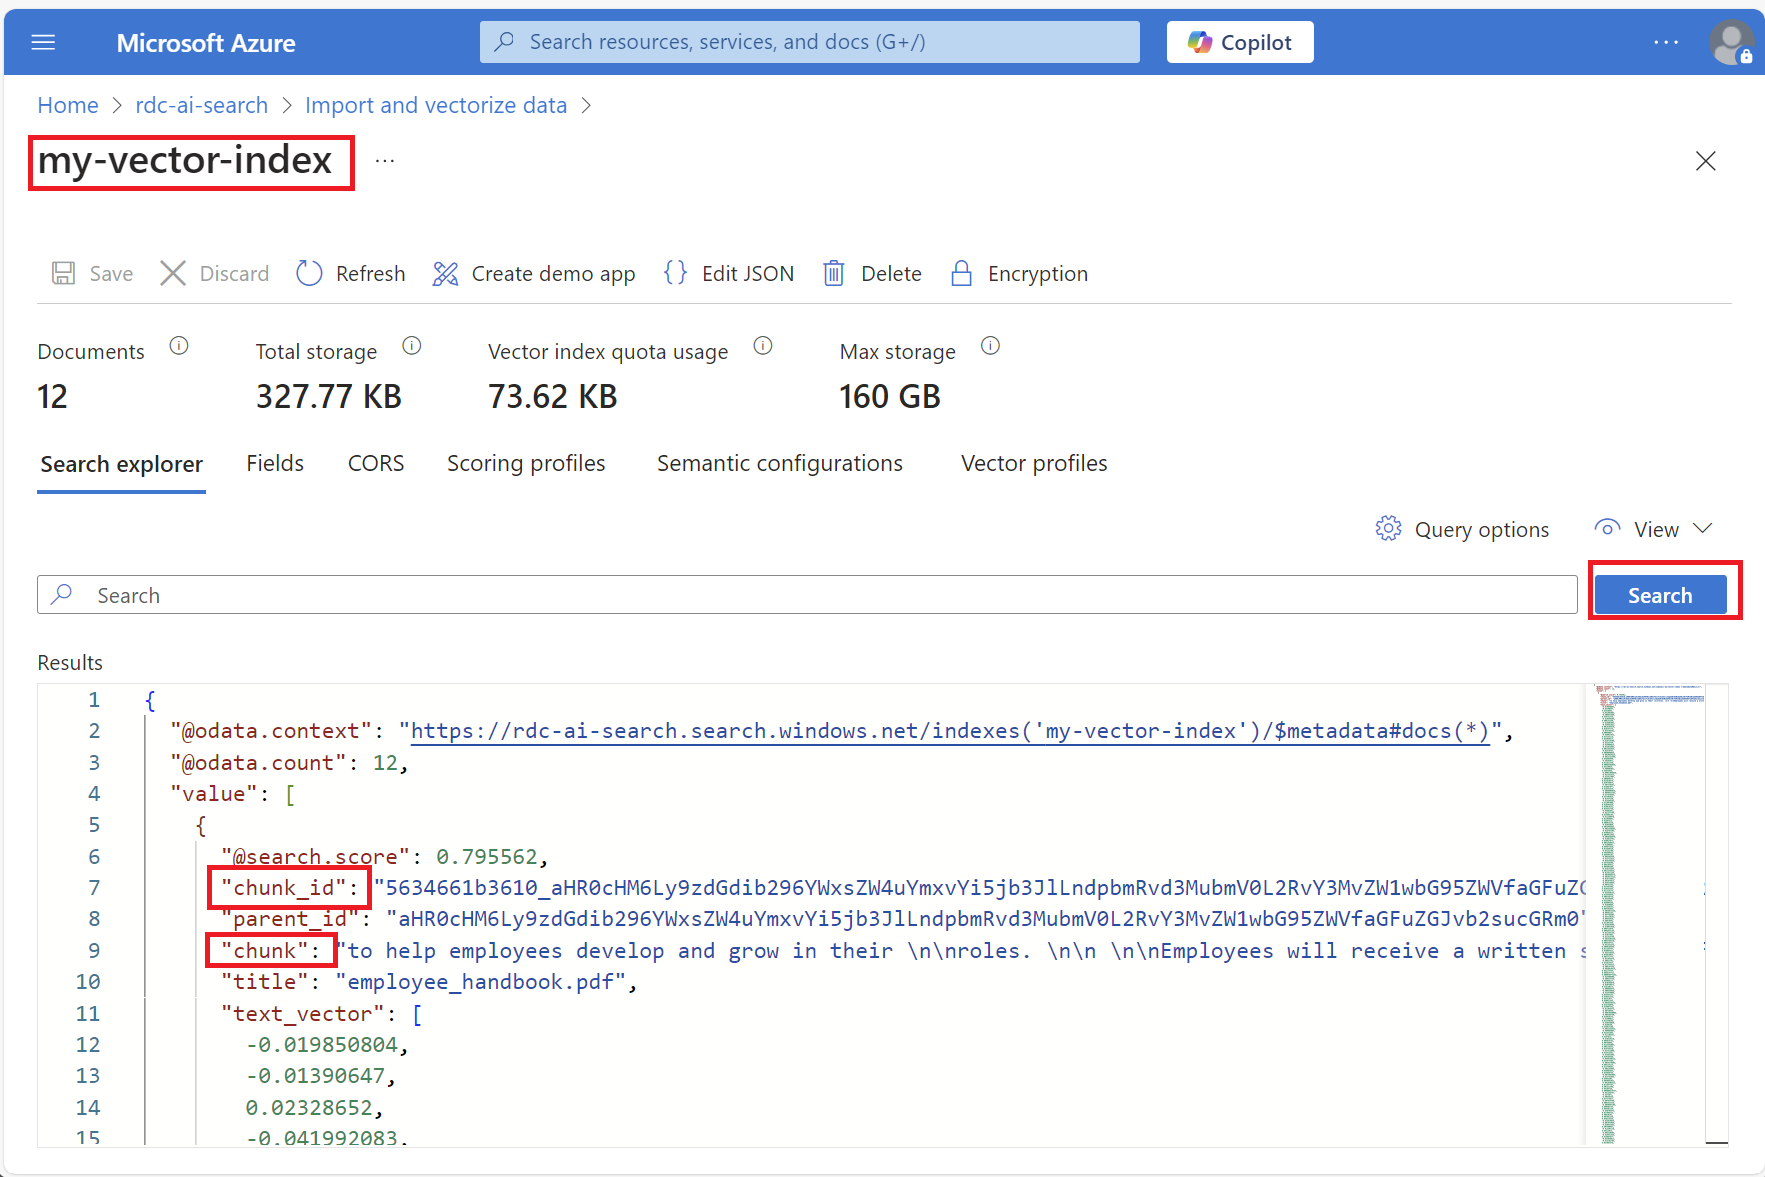 Microsoft Azure
Search resources, services, and docs (G+/)
Copilot
Home > rdc-ai-search > Import and vectorize data >
my-vector-index ...
Save Discard Refresh Create demo app {} Edit JSON Delete Encryption
Documents Total storage Vector index quota usage Max storage
12 327.77 KB 73.62 KB 160 GB
Search explorer Fields CORS Scoring profiles Semantic configurations Vector profiles
Query options View
Search Search
Results
1 {
2 "@odata.context": "https://rdc-ai-search.search.windows.net/indexes('my-vector-index')/$metadata#docs(*)",
3 "@odata.count": 12,
4 "value": [
5 {
6 "@search.score": 0.795562,
7 "chunk_id": "5634661b3610_aHR0cHM6Ly9zdGdib296YWxsZW4uYmxvYi5jb3JlLndpbmRvd3MubmV0L2RvY3MvZW1wbG95ZWVfaGFuZG
8 "parent_id": "aHR0cHM6Ly9zdGdib296YWxsZW4uYmxvYi5jb3JlLndpbmRvd3MubmV0L2RvY3MvZW1wbG95ZWVfaGFuZGJvb2sucGRm0"
9 "chunk": "to help employees develop and grow in their \n\nroles. \n\n \n\nEmployees will receive a written s
10 "title": "employee_handbook.pdf",
11 "text_vector": [
12 -0.019850804,
13 -0.01390647,
14 0.02328652,
15 -0.041992083,